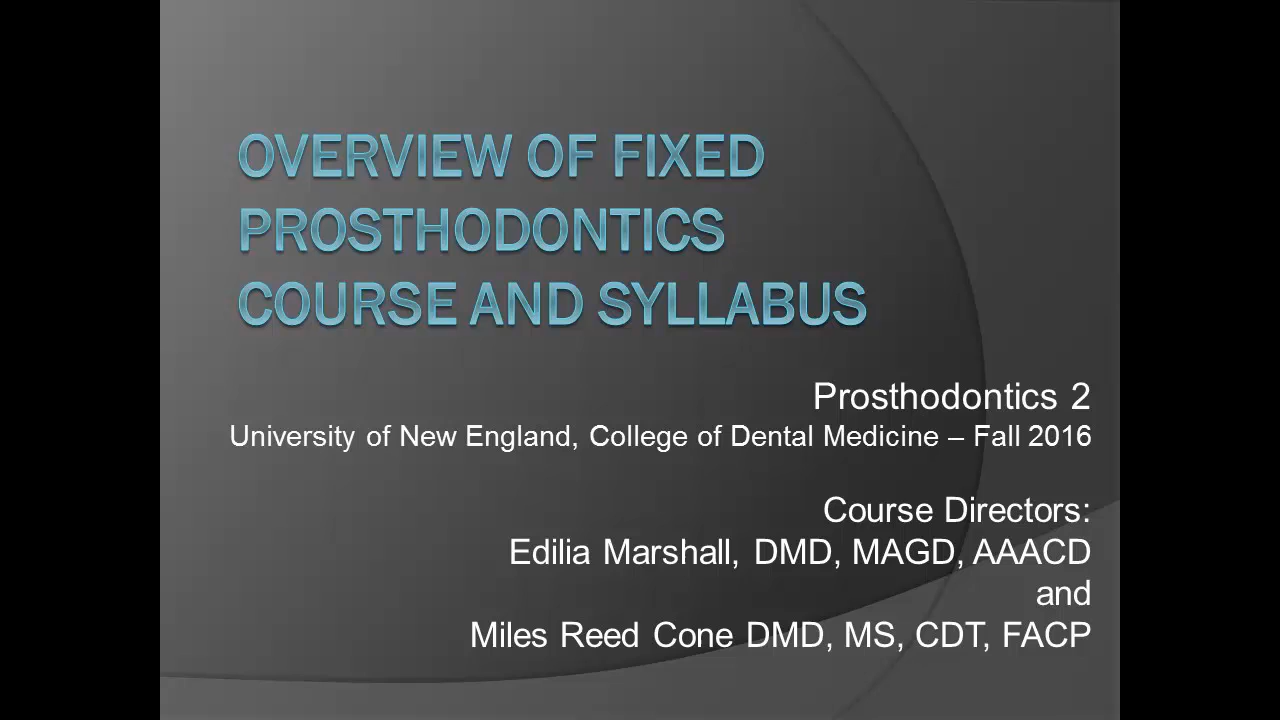 OVERVIEW OF FIXED
PROSTHODONTICS
COURSE AND SYLLABUS
Prosthodontics 2
University of New England, College of Dental Medicine – Fall 2016
Course Directors:
Edilia Marshall, DMD, MAGD, AAACD
and
Miles Reed Cone DMD, MS, CDT, FACP